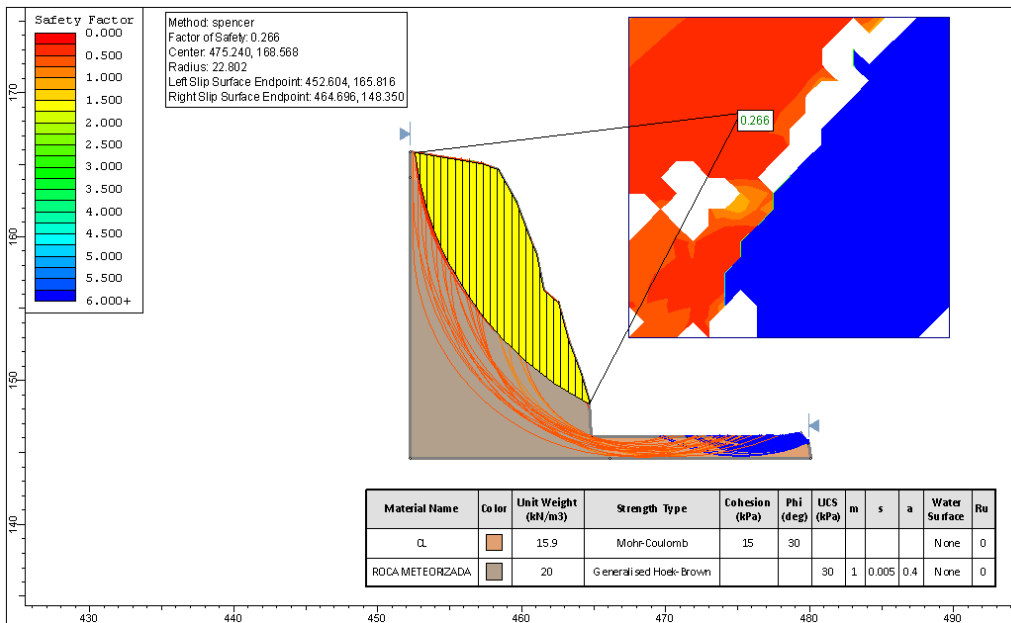 Safety Factor
0.000
0.500
1.000
1.500
2.000
2.500
3.000
3.500
4.000
4.500
5.000
5.500
6.000+
Method: spencer
Factor of Safety: 0.266
Center: 475.240, 168.568
Radius: 22.802
Left Slip Surface Endpoint: 452.604, 165.816
Right Slip Surface Endpoint: 464.696, 148.350
0.266
170
160
150
140
Material Name Color Unit Weight (kN/m3) Strength Type Cohesion (kPa) Phi (deg) UCS (kPa) m s a Water Surface Ru
CL 15.9 Mohr-Coulomb 15 30 None 0
ROCA METEORIZADA 20 Generalised Hoek-Brown 30 1 0.005 0.4 None 0
430 440 450 460 470 480 490